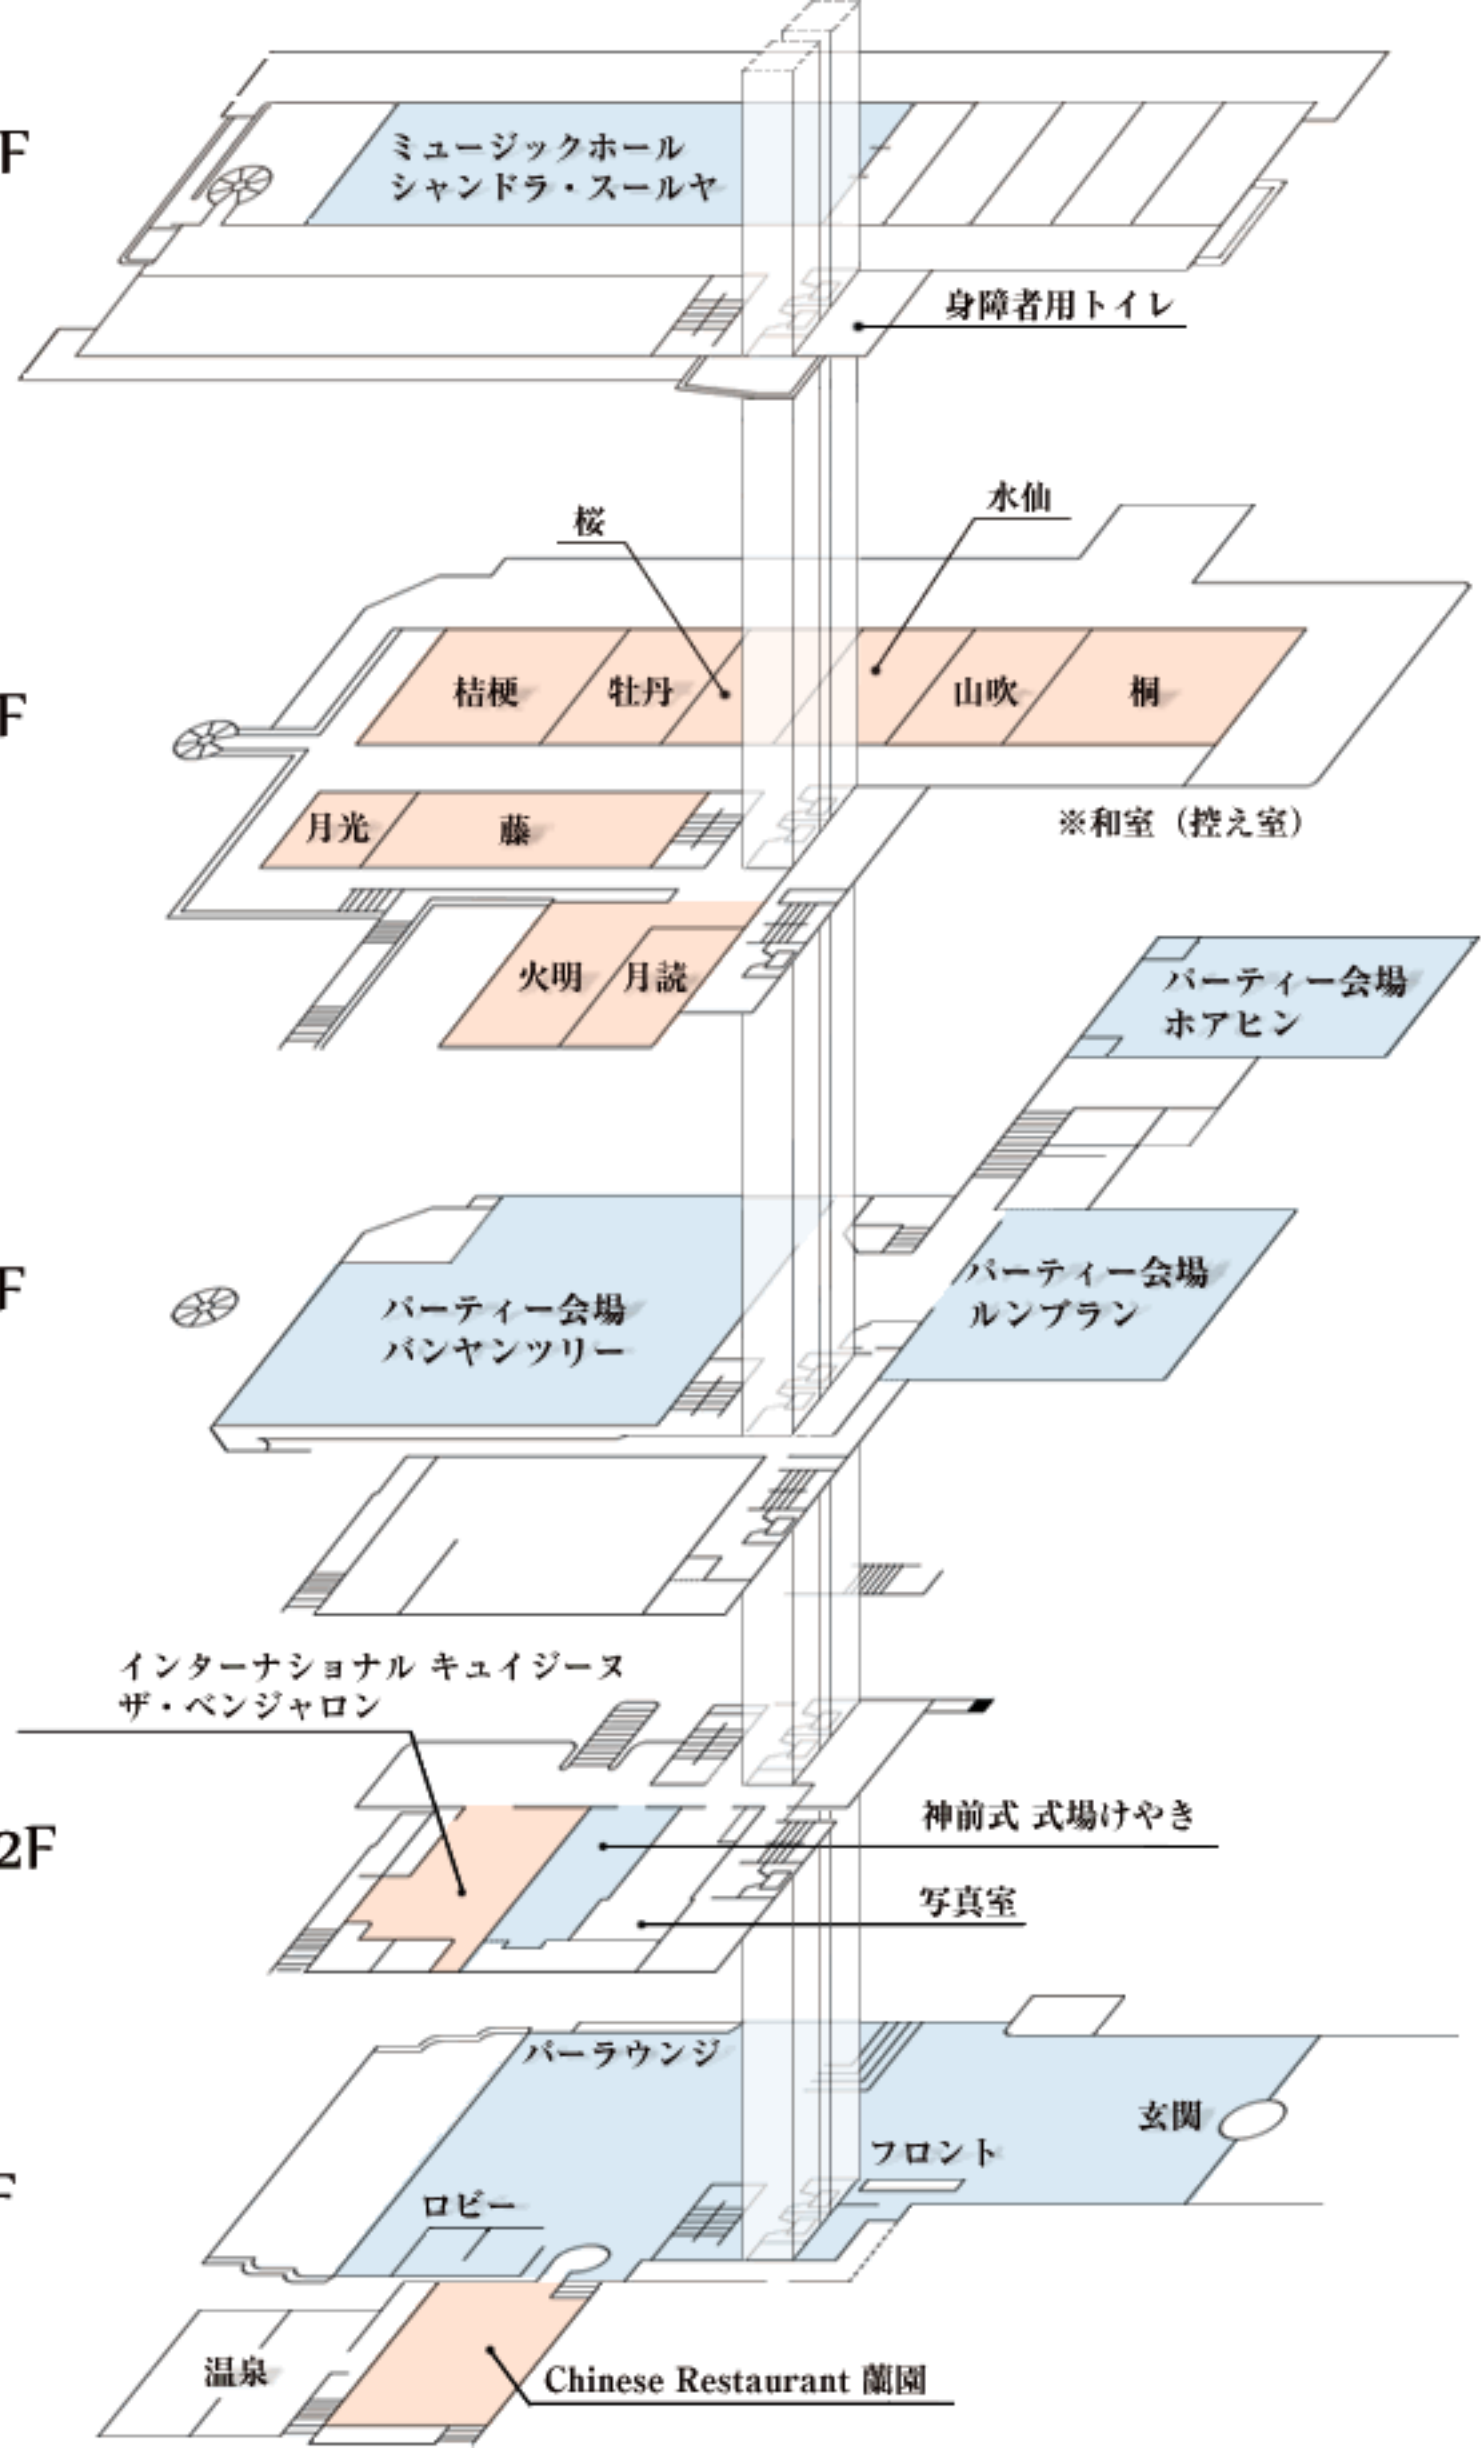 F
ミュージックホール
シャンドラ・スールヤ
身障者用トイレ
桜
水仙
F
桔梗
牡丹
山吹
桐
月光
藤
※和室（控え室）
火明
月読
パーティー会場
ホアヒン
F
パーティー会場
バンヤンツリー
パーティー会場
ルンブラン
インターナショナル キュイジーヌ
ザ・ベンジャロン
2F
神前式 式場けやき
写真室
バーラウンジ
玄関
フロント
F
ロビー
温泉
Chinese Restaurant 蘭園